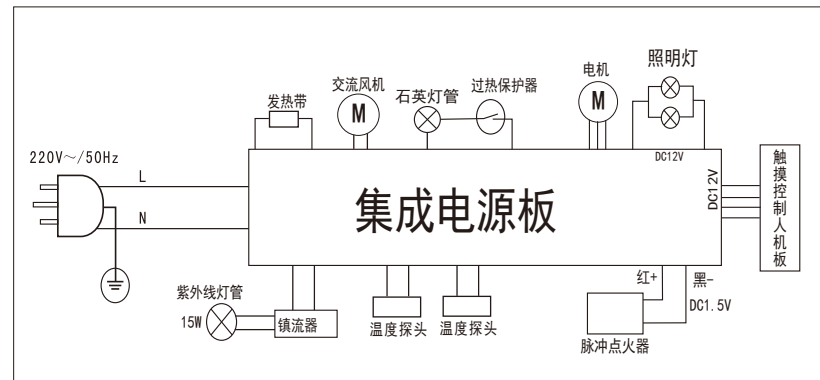 照明灯
电机
交流风机
过热保护器
石英灯管
发热带
M
M
220V～/50Hz
L
N
DC12V
DC12V
集成电源板
触摸控制人机板
红+
黑-
DC1.5V
紫外线灯管
15W
镇流器
温度探头
温度探头
脉冲点火器